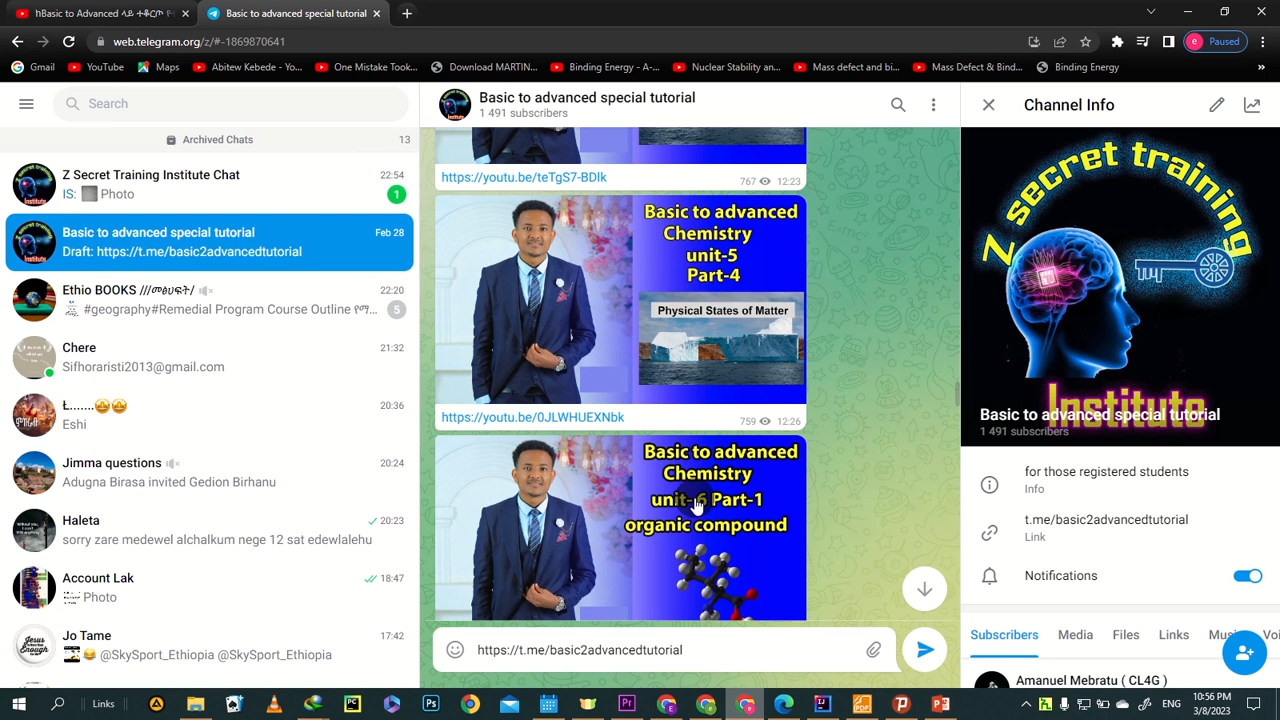 hBasic to Advanced
Basic to advanced special tutorial
web.telegram.org/z/#-1869870641
Paused
Gmail
YouTube
Maps
Abitew Kebede - Yo...
One Mistake Took...
Download MARTIN...
Binding Energy - A-...
Nuclear Stability an...
Mass defect and bi...
Mass Defect & Bind...
Binding Energy
»
Search
Archived Chats 13
Z Secret Training Institute Chat 22:54
IS: Photo 1
Basic to advanced special tutorial Feb 28
Draft: https://t.me/basic2advancedtutorial
Ethio BOOKS ///መፅሀፍት/ 22:20
#geography#Remedial Program Course Outline የማ... 5
Chere 21:32
Sifhoraristi2013@gmail.com
Ł.......🤩🤩 20:36
Eshi
Jimma questions 20:24
Adugna Birasa invited Gedion Birhanu
Haleta 20:23
sorry zare medewel alchalkum nege 12 sat edewlalehu
Account Lak 18:47
Photo
Jo Tame 17:42
😂 @SkySport_Ethiopia @SkySport_Ethiopia
Basic to advanced special tutorial
1 491 subscribers
https://youtu.be/teTgS7-BDlk
767 12:23
Basic to advanced
Chemistry
unit-5
Part-4
Physical States of Matter
https://youtu.be/0JLWHUEXNbk
759 12:26
Basic to advanced
Chemistry
unit-6 Part-1
organic compound
https://t.me/basic2advancedtutorial
Channel Info
Z secret training
Institute
Basic to advanced special tutorial
1 491 subscribers
for those registered students
Info
t.me/basic2advancedtutorial
Link
Notifications
Subscribers Media Files Links Mus Voi
Amanuel Mebratu ( CL4G )
Links
ENG
10:56 PM
3/8/2023